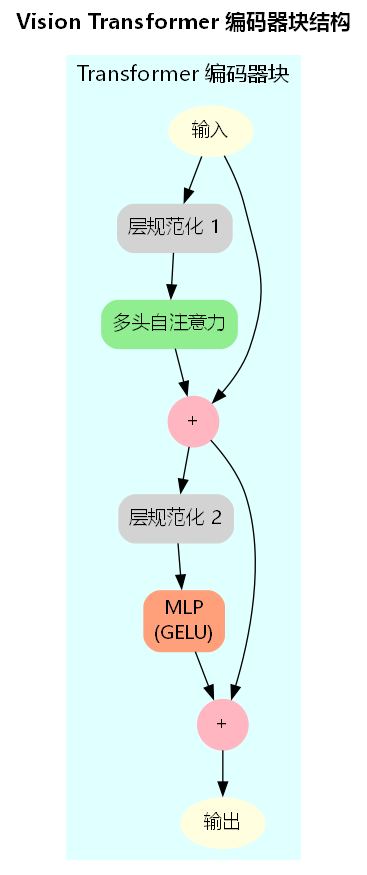 Vision Transformer 编码器块结构
Transformer 编码器块
输入
层规范化 1
多头自注意力
+
层规范化 2
MLP
(GELU)
+
输出